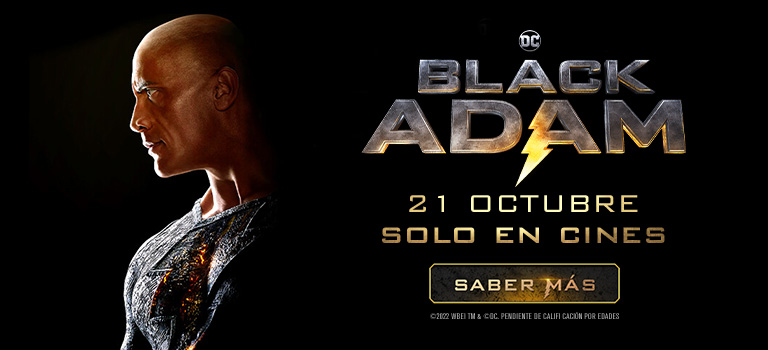 DC
BLACK
ADAM
21 OCTUBRE
SOLO EN CINES
SABER MÁS
©2022 WBEI TM & ©DC. PENDIENTE DE CALIFI CACIÓN POR EDADES